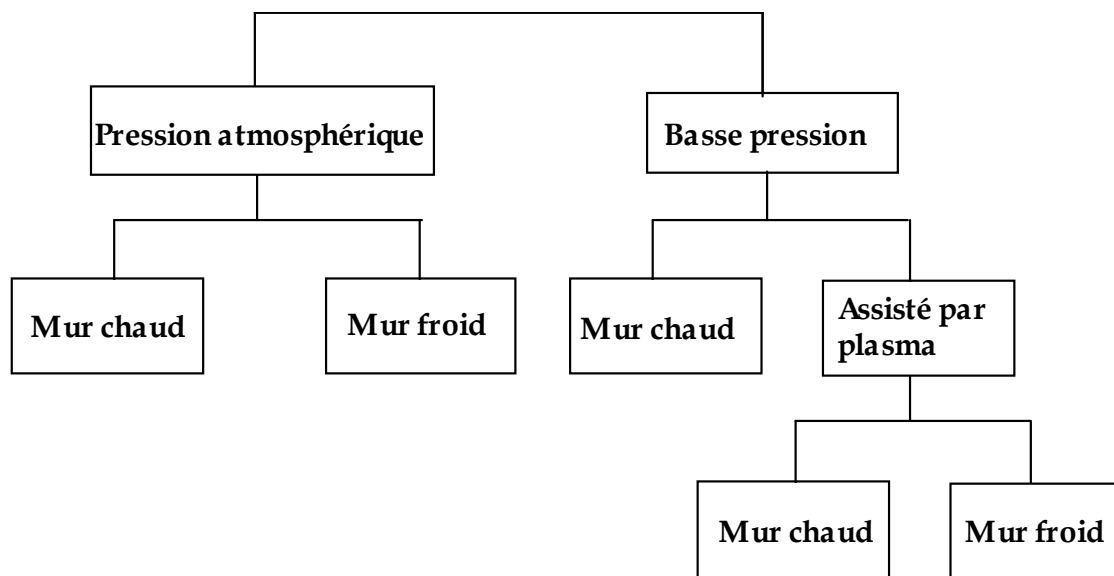 Pression atmosphérique
Basse pression
Mur chaud
Mur froid
Mur chaud
Assisté par
plasma
Mur chaud
Mur froid